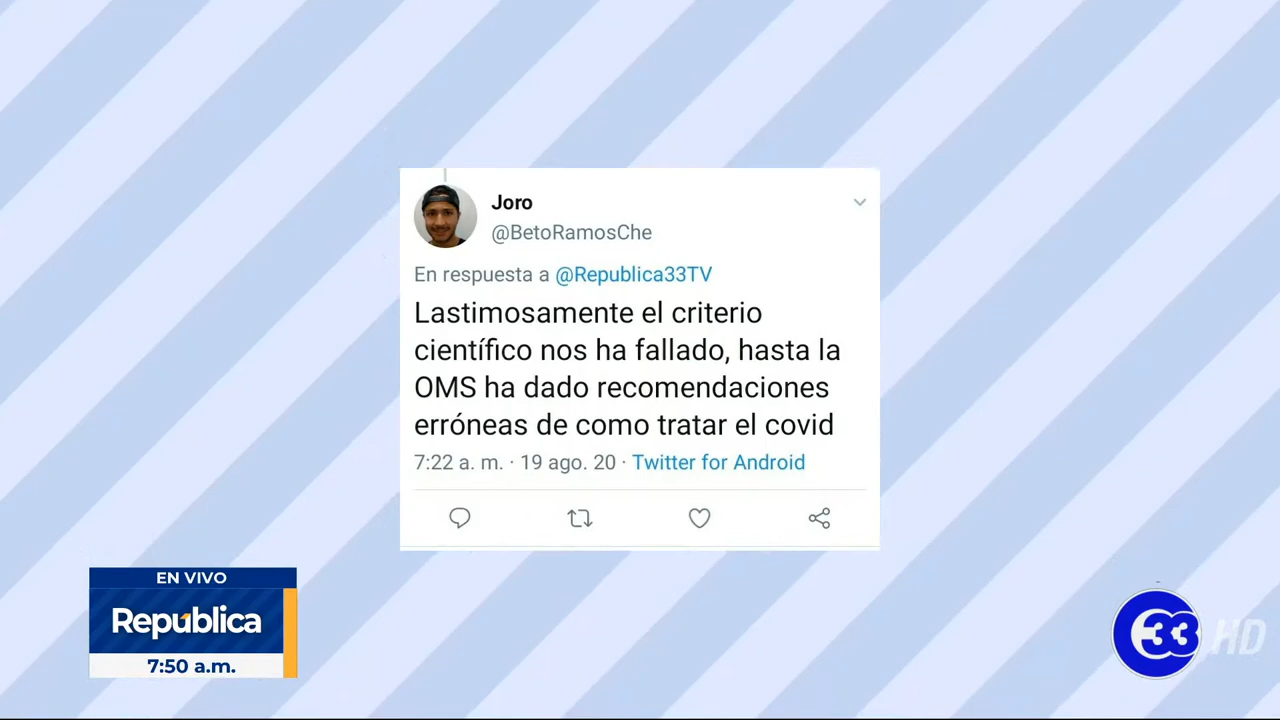 Joro
@BetoRamosChe
En respuesta a @Republica33TV
Lastimosamente el criterio
científico nos ha fallado, hasta la
OMS ha dado recomendaciones
erróneas de como tratar el covid
7:22 a. m. · 19 ago. 20 · Twitter for Android
EN VIVO
República
7:50 a.m.
33 HD